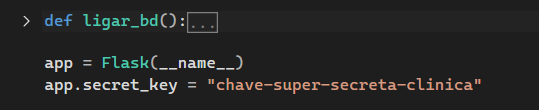 def ligar_bd():...
app = Flask(__name__)
app.secret_key = "chave-super-secreta-clinica"